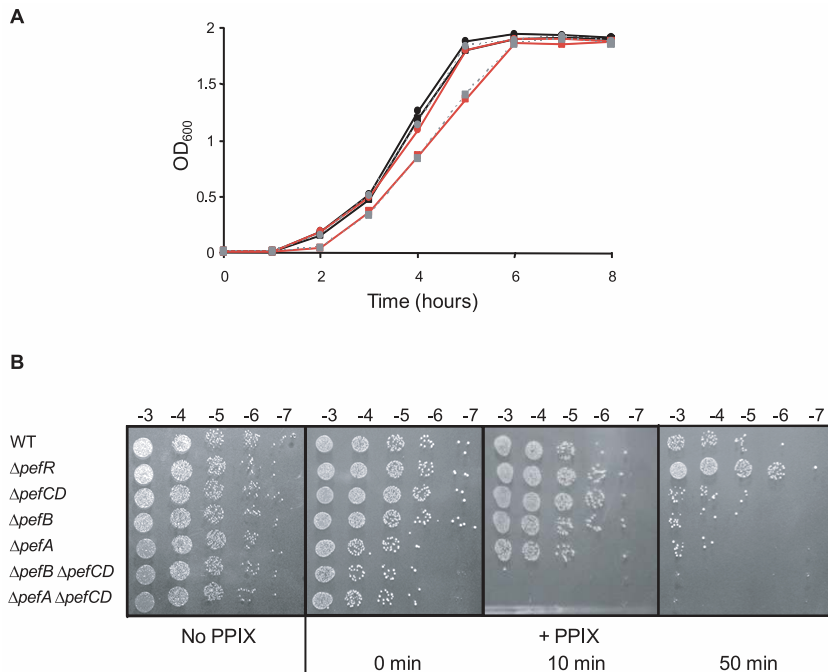 A
2
1.5
1
0.5
0
OD600
0 2 4 6 8
Time (hours)
B
-3 -4 -5 -6 -7 -3 -4 -5 -6 -7 -3 -4 -5 -6 -7 -3 -4 -5 -6 -7
WT
ΔpefR
ΔpefCD
ΔpefB
ΔpefA
ΔpefB ΔpefCD
ΔpefA ΔpefCD
No PPIX + PPIX
0 min 10 min 50 min